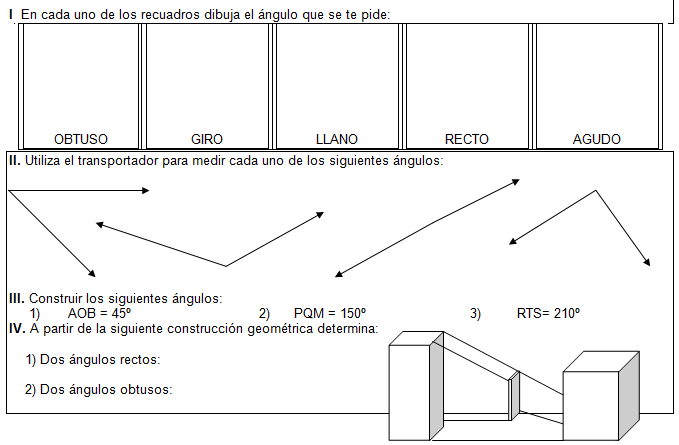 I En cada uno de los recuadros dibuja el ángulo que se te pide:
OBTUSO GIRO LLANO RECTO AGUDO
II. Utiliza el transportador para medir cada uno de los siguientes ángulos:
III. Construir los siguientes ángulos:
1) AOB = 45º 2) PQM = 150º 3) RTS= 210º
IV. A partir de la siguiente construcción geométrica determina:
1) Dos ángulos rectos:
2) Dos ángulos obtusos: